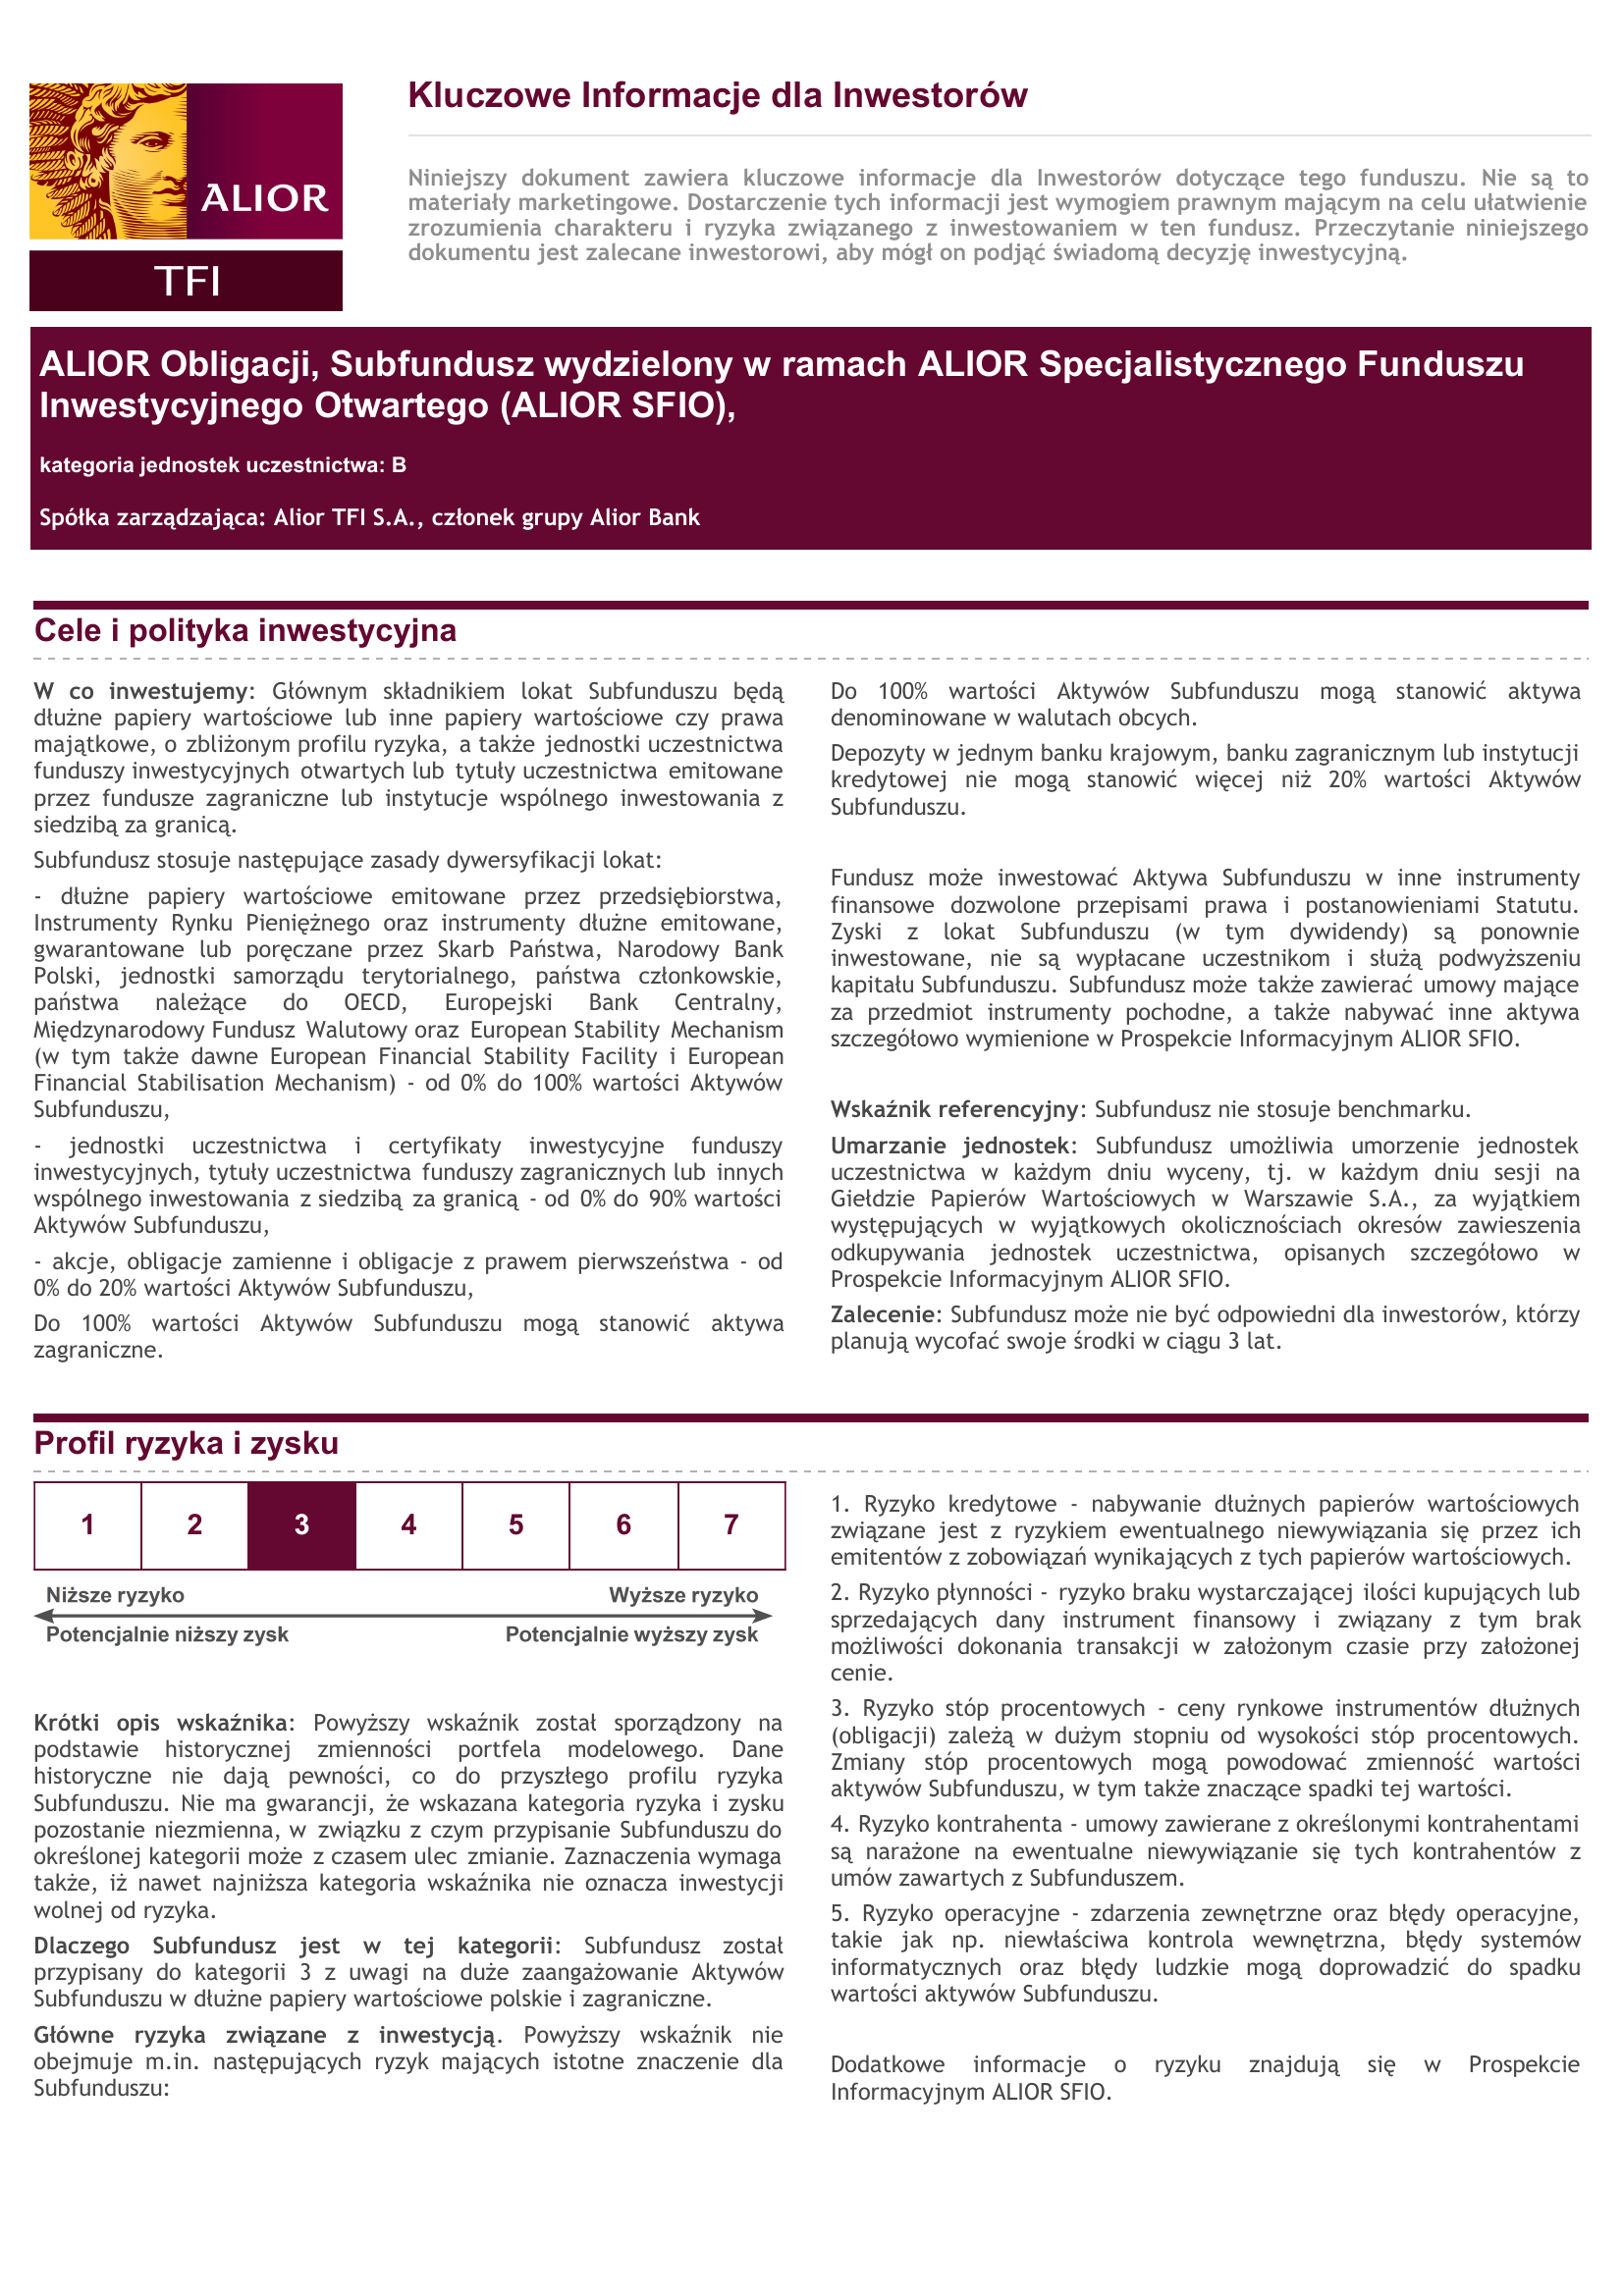 ALIOR
TFI
Kluczowe Informacje dla Inwestorów
Niniejszy dokument zawiera kluczowe informacje dla Inwestorów dotyczące tego funduszu. Nie są to
materiały marketingowe. Dostarczenie tych informacji jest wymogiem prawnym mającym na celu ułatwienie
zrozumienia charakteru i ryzyka związanego z inwestowaniem w ten fundusz. Przeczytanie niniejszego
dokumentu jest zalecane inwestorowi, aby mógł on podjąć świadomą decyzję inwestycyjną.
ALIOR Obligacji, Subfundusz wydzielony w ramach ALIOR Specjalistycznego Funduszu
Inwestycyjnego Otwartego (ALIOR SFIO),
kategoria jednostek uczestnictwa: B
Spółka zarządzająca: Alior TFI S.A., członek grupy Alior Bank
Cele i polityka inwestycyjna
W co inwestujemy: Głównym składnikiem lokat Subfunduszu będą
dłużne papiery wartościowe lub inne papiery wartościowe czy prawa
majątkowe, o zbliżonym profilu ryzyka, a także jednostki uczestnictwa
funduszy inwestycyjnych otwartych lub tytuły uczestnictwa emitowane
przez fundusze zagraniczne lub instytucje wspólnego inwestowania z
siedzibą za granicą.
Subfundusz stosuje następujące zasady dywersyfikacji lokat:
- dłużne papiery wartościowe emitowane przez przedsiębiorstwa,
Instrumenty Rynku Pieniężnego oraz instrumenty dłużne emitowane,
gwarantowane lub poręczane przez Skarb Państwa, Narodowy Bank
Polski, jednostki samorządu terytorialnego, państwa członkowskie,
państwa należące do OECD, Europejski Bank Centralny,
Międzynarodowy Fundusz Walutowy oraz European Stability Mechanism
(w tym także dawne European Financial Stability Facility i European
Financial Stabilisation Mechanism) - od 0% do 100% wartości Aktywów
Subfunduszu,
- jednostki uczestnictwa i certyfikaty inwestycyjne funduszy
inwestycyjnych, tytuły uczestnictwa funduszy zagranicznych lub innych
wspólnego inwestowania z siedzibą za granicą - od 0% do 90% wartości
Aktywów Subfunduszu,
- akcje, obligacje zamienne i obligacje z prawem pierwszeństwa - od
0% do 20% wartości Aktywów Subfunduszu,
Do 100% wartości Aktywów Subfunduszu mogą stanowić aktywa
zagraniczne.
Do 100% wartości Aktywów Subfunduszu mogą stanowić aktywa
denominowane w walutach obcych.
Depozyty w jednym banku krajowym, banku zagranicznym lub instytucji
kredytowej nie mogą stanowić więcej niż 20% wartości Aktywów
Subfunduszu.
Fundusz może inwestować Aktywa Subfunduszu w inne instrumenty
finansowe dozwolone przepisami prawa i postanowieniami Statutu.
Zyski z lokat Subfunduszu (w tym dywidendy) są ponownie
inwestowane, nie są wypłacane uczestnikom i służą podwyższeniu
kapitału Subfunduszu. Subfundusz może także zawierać umowy mające
za przedmiot instrumenty pochodne, a także nabywać inne aktywa
szczegółowo wymienione w Prospekcie Informacyjnym ALIOR SFIO.
Wskaźnik referencyjny: Subfundusz nie stosuje benchmarku.
Umarzanie jednostek: Subfundusz umożliwia umorzenie jednostek
uczestnictwa w każdym dniu wyceny, tj. w każdym dniu sesji na
Giełdzie Papierów Wartościowych w Warszawie S.A., za wyjątkiem
występujących w wyjątkowych okolicznościach okresów zawieszenia
odkupywania jednostek uczestnictwa, opisanych szczegółowo w
Prospekcie Informacyjnym ALIOR SFIO.
Zalecenie: Subfundusz może nie być odpowiedni dla inwestorów, którzy
planują wycofać swoje środki w ciągu 3 lat.
Profil ryzyka i zysku
1 2 3 4 5 6 7
Niższe ryzyko Wyższe ryzyko
Potencjalnie niższy zysk Potencjalnie wyższy zysk
Krótki opis wskaźnika: Powyższy wskaźnik został sporządzony na
podstawie historycznej zmienności portfela modelowego. Dane
historyczne nie dają pewności, co do przyszłego profilu ryzyka
Subfunduszu. Nie ma gwarancji, że wskazana kategoria ryzyka i zysku
pozostanie niezmienna, w związku z czym przypisanie Subfunduszu do
określonej kategorii może z czasem ulec zmianie. Zaznaczenia wymaga
także, iż nawet najniższa kategoria wskaźnika nie oznacza inwestycji
wolnej od ryzyka.
Dlaczego Subfundusz jest w tej kategorii: Subfundusz został
przypisany do kategorii 3 z uwagi na duże zaangażowanie Aktywów
Subfunduszu w dłużne papiery wartościowe polskie i zagraniczne.
Główne ryzyka związane z inwestycją. Powyższy wskaźnik nie
obejmuje m.in. następujących ryzyk mających istotne znaczenie dla
Subfunduszu:
1. Ryzyko kredytowe - nabywanie dłużnych papierów wartościowych
związane jest z ryzykiem ewentualnego niewywiązania się przez ich
emitentów z zobowiązań wynikających z tych papierów wartościowych.
2. Ryzyko płynności - ryzyko braku wystarczającej ilości kupujących lub
sprzedających dany instrument finansowy i związany z tym brak
możliwości dokonania transakcji w założonym czasie przy założonej
cenie.
3. Ryzyko stóp procentowych - ceny rynkowe instrumentów dłużnych
(obligacji) zależą w dużym stopniu od wysokości stóp procentowych.
Zmiany stóp procentowych mogą powodować zmienność wartości
aktywów Subfunduszu, w tym także znaczące spadki tej wartości.
4. Ryzyko kontrahenta - umowy zawierane z określonymi kontrahentami
są narażone na ewentualne niewywiązanie się tych kontrahentów z
umów zawartych z Subfunduszem.
5. Ryzyko operacyjne - zdarzenia zewnętrzne oraz błędy operacyjne,
takie jak np. niewłaściwa kontrola wewnętrzna, błędy systemów
informatycznych oraz błędy ludzkie mogą doprowadzić do spadku
wartości aktywów Subfunduszu.
Dodatkowe informacje o ryzyku znajdują się w Prospekcie
Informacyjnym ALIOR SFIO.